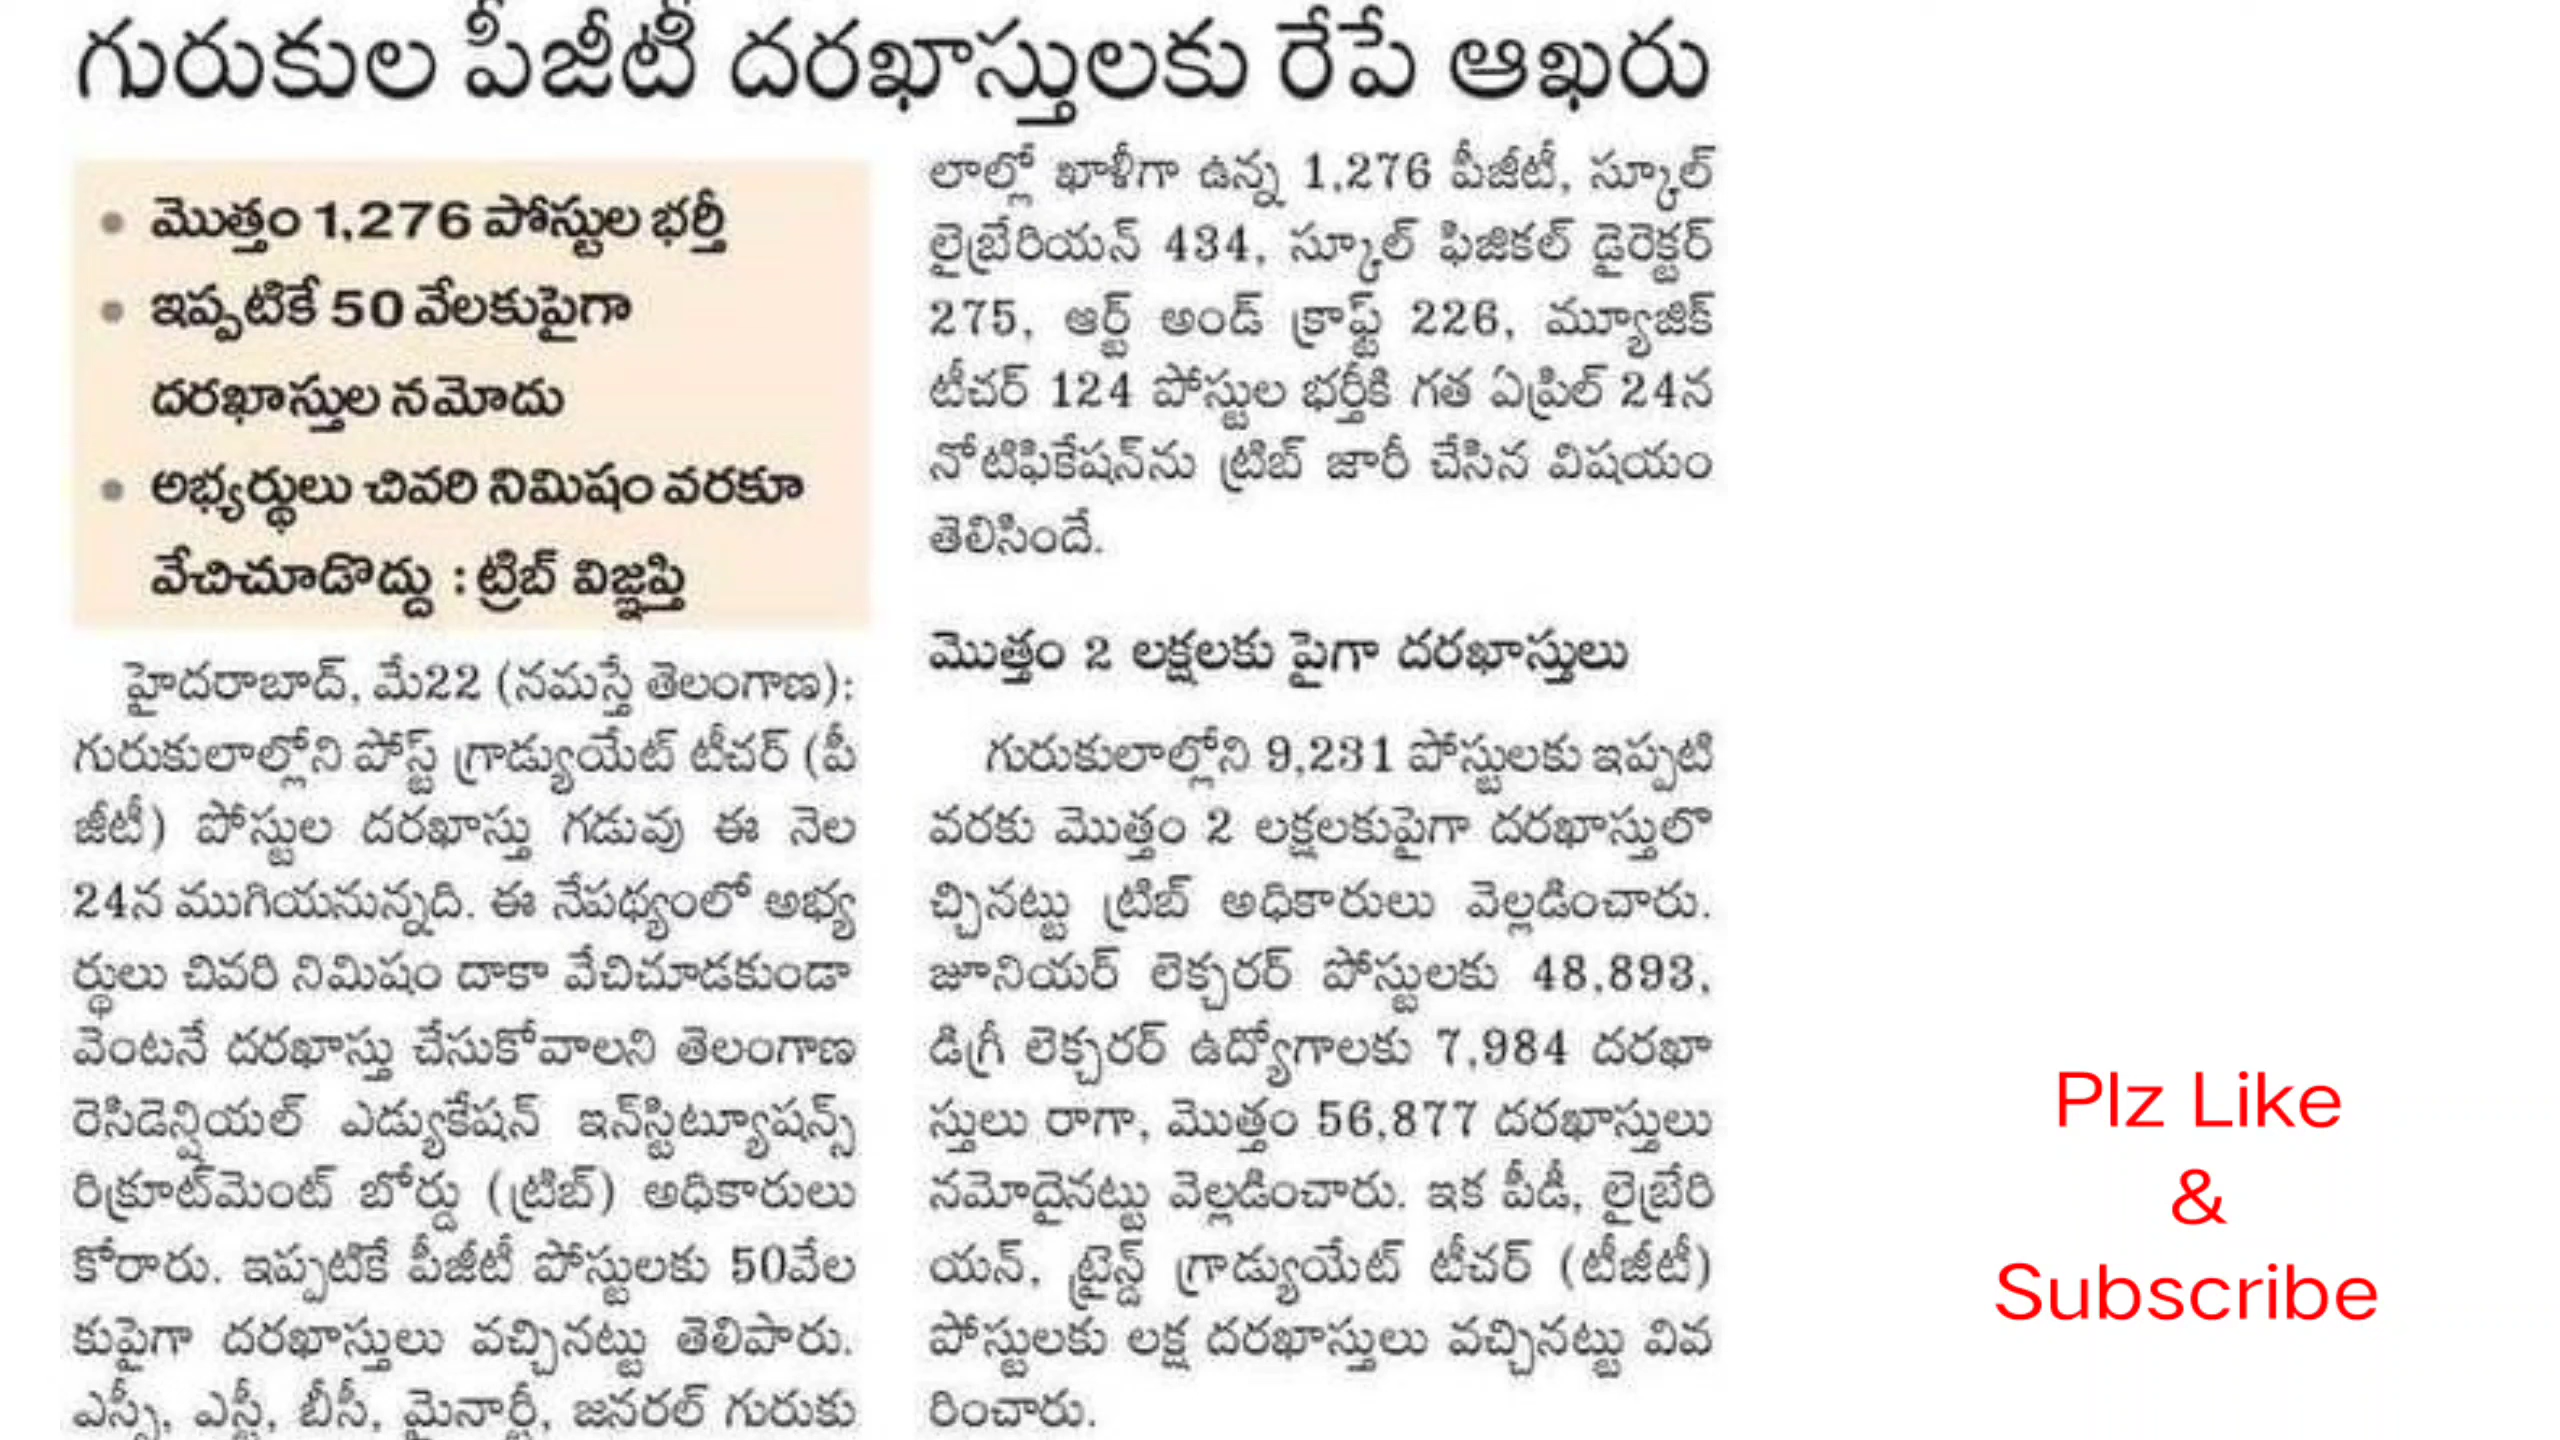 గురుకుల పీజీటీ దరఖాస్తులకు రేపే ఆఖరు
• మొత్తం 1,276 పోస్టుల భర్తీ
• ఇప్పటికే 50 వేలకుపైగా
దరఖాస్తుల నమోదు
• అభ్యర్థులు చివరి నిమిషం వరకూ
వేచిచూడొద్దు : ట్రిబ్ విజ్ఞప్తి
హైదరాబాద్, మే22 (నమస్తే తెలంగాణ):
గురుకులాల్లోని పోస్ట్ గ్రాడ్యుయేట్ టీచర్ (పీ
జీటీ) పోస్టుల దరఖాస్తు గడువు ఈ నెల
24న ముగియనున్నది. ఈ నేపథ్యంలో అభ్య
ర్థులు చివరి నిమిషం దాకా వేచిచూడకుండా
వెంటనే దరఖాస్తు చేసుకోవాలని తెలంగాణ
రెసిడెన్షియల్ ఎడ్యుకేషన్ ఇన్‌స్టిట్యూషన్స్
రిక్రూట్‌మెంట్ బోర్డు (ట్రిబ్) అధికారులు
కోరారు. ఇప్పటికే పీజీటీ పోస్టులకు 50వేల
కుపైగా దరఖాస్తులు వచ్చినట్టు తెలిపారు.
ఎస్సీ, ఎస్టీ, బీసీ, మైనార్టీ, జనరల్ గురుకు
లాల్లో ఖాళీగా ఉన్న 1,276 పీజీటీ, స్కూల్
లైబ్రేరియన్ 434, స్కూల్ ఫిజికల్ డైరెక్టర్
275, ఆర్ట్ అండ్ క్రాఫ్ట్ 226, మ్యూజిక్
టీచర్ 124 పోస్టుల భర్తీకి గత ఏప్రిల్ 24న
నోటిఫికేషన్‌ను ట్రిబ్ జారీ చేసిన విషయం
తెలిసిందే.
మొత్తం 2 లక్షలకు పైగా దరఖాస్తులు
గురుకులాల్లోని 9,231 పోస్టులకు ఇప్పటి
వరకు మొత్తం 2 లక్షలకుపైగా దరఖాస్తులొ
చ్చినట్టు ట్రిబ్ అధికారులు వెల్లడించారు.
జూనియర్ లెక్చరర్ పోస్టులకు 48,893,
డిగ్రీ లెక్చరర్ ఉద్యోగాలకు 7,984 దరఖా
స్తులు రాగా, మొత్తం 56,877 దరఖాస్తులు
నమోదైనట్టు వెల్లడించారు. ఇక పీడీ, లైబ్రేరి
యన్, ట్రైన్డ్ గ్రాడ్యుయేట్ టీచర్ (టీజీటీ)
పోస్టులకు లక్ష దరఖాస్తులు వచ్చినట్టు వివ
రించారు.
Plz Like
&
Subscribe